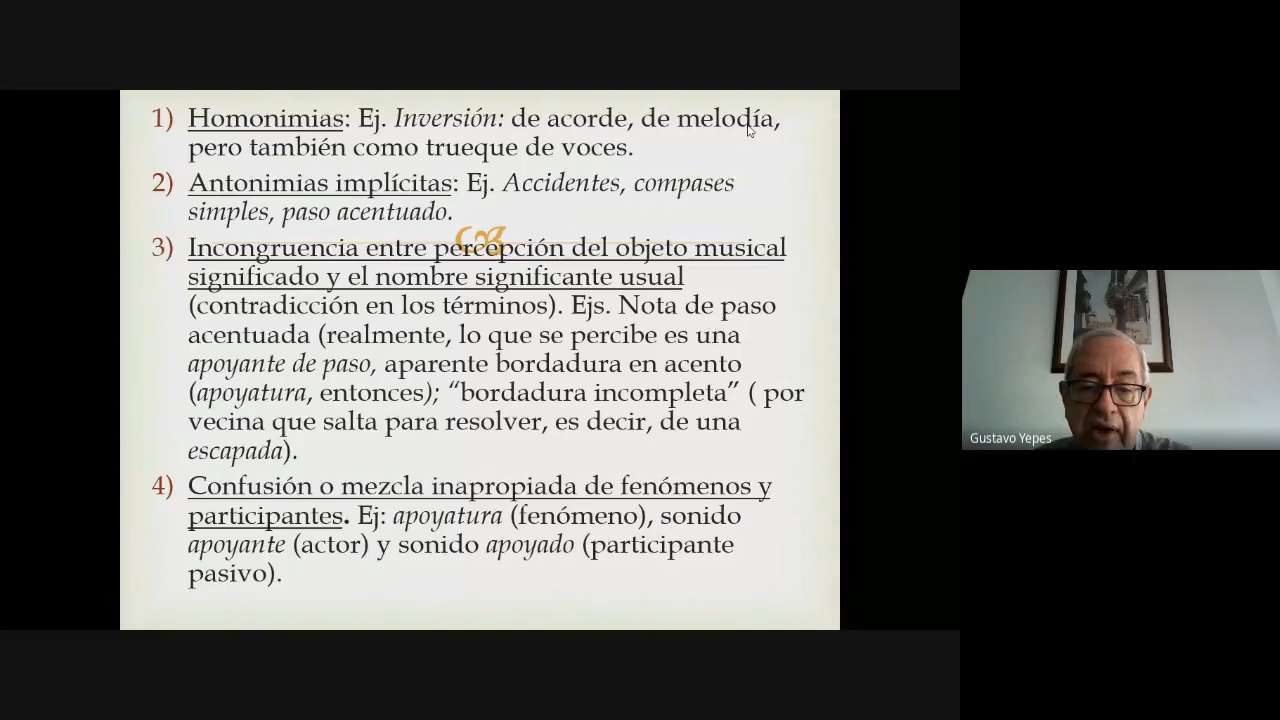 1) Homonimias: Ej. Inversión: de acorde, de melodía,
pero también como trueque de voces.
2) Antonimias implícitas: Ej. Accidentes, compases
simples, paso acentuado.
3) Incongruencia entre percepción del objeto musical
significado y el nombre significante usual
(contradicción en los términos). Ejs. Nota de paso
acentuada (realmente, lo que se percibe es una
apoyante de paso, aparente bordadura en acento
(apoyatura, entonces); “bordadura incompleta” ( por
vecina que salta para resolver, es decir, de una
escapada).
4) Confusión o mezcla inapropiada de fenómenos y
participantes. Ej: apoyatura (fenómeno), sonido
apoyante (actor) y sonido apoyado (participante
pasivo).
Gustavo Yepes